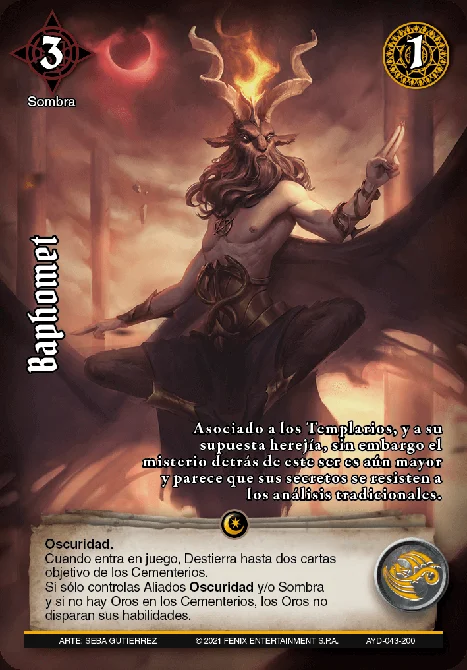 3
1
Sombra
Baphomet
Asociado a los Templarios, y a su
supuesta herejía, sin embargo el
misterio detrás de este ser es aún mayor
y parece que sus secretos se resisten a
los análisis tradicionales.
Oscuridad.
Cuando entra en juego, Destierra hasta dos cartas
objetivo de los Cementerios.
Si sólo controlas Aliados Oscuridad y/o Sombra
y si no hay Oros en los Cementerios, los Oros no
disparan sus habilidades.
ARTE: SEBA GUTIERREZ © 2021 FENIX ENTERTAINMENT S.R.A. AYD-043-200